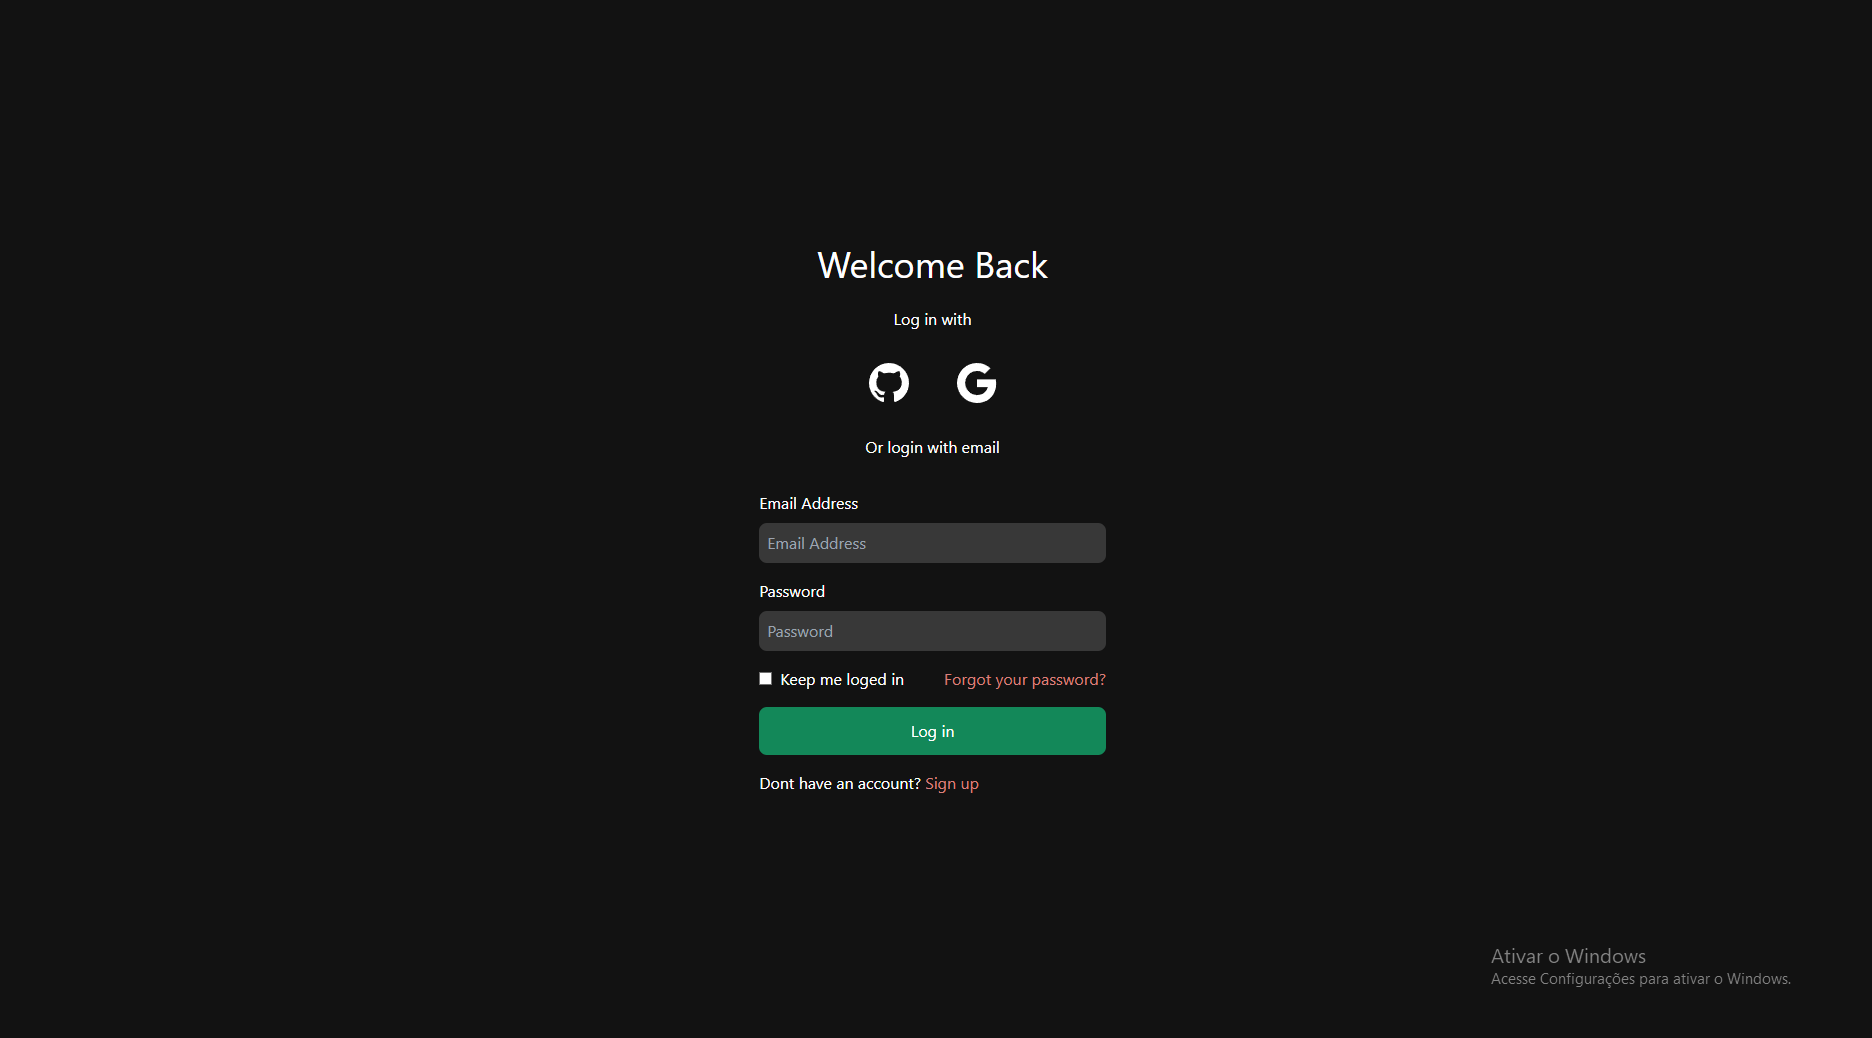 Welcome Back
Log in with
Or login with email
Email Address
Email Address
Password
Password
Keep me loged in Forgot your password?
Log in
Dont have an account? Sign up
Ativar o Windows
Acesse Configurações para ativar o Windows.